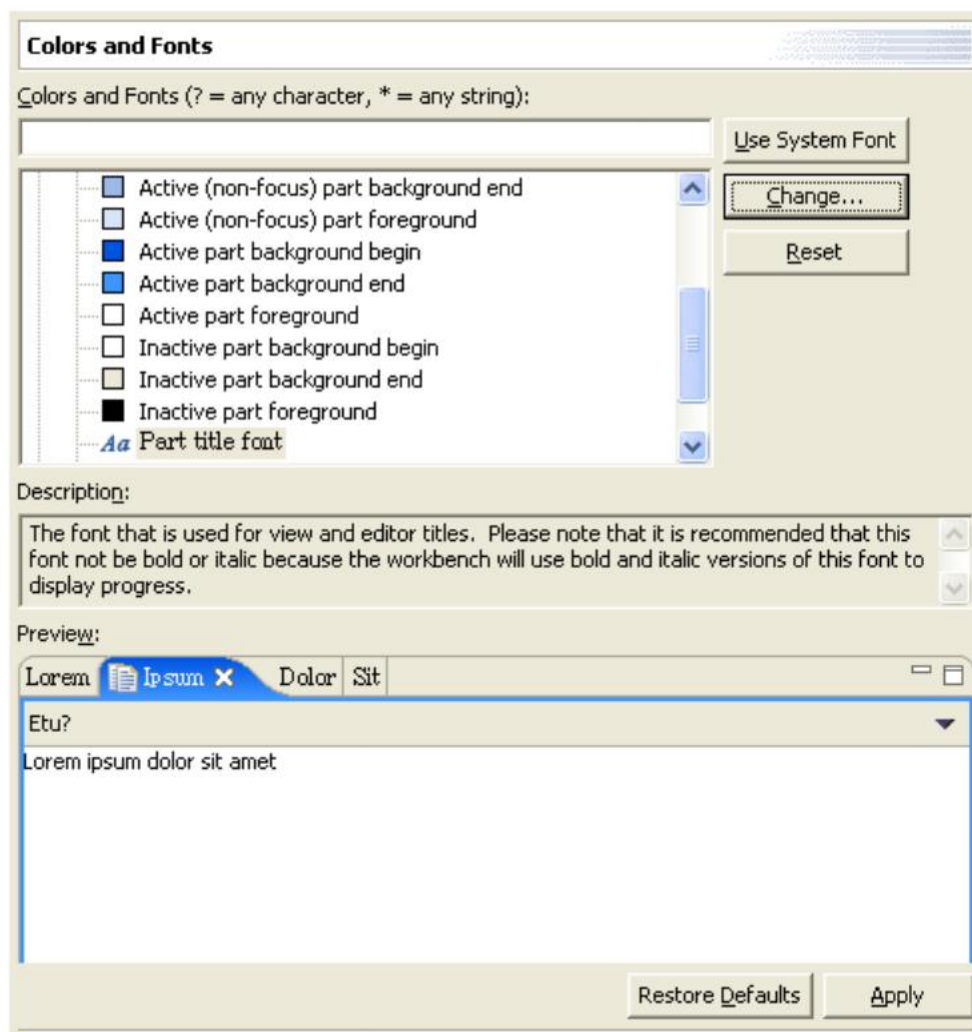 Colors and Fonts
Colors and Fonts (? = any character, * = any string):
Use System Font
Active (non-focus) part background end
Change...
Active (non-focus) part foreground
Active part background begin
Reset
Active part background end
Active part foreground
Inactive part background begin
Inactive part background end
Inactive part foreground
Aa Part title font
Description:
The font that is used for view and editor titles.  Please note that it is recommended that this
font not be bold or italic because the workbench will use bold and italic versions of this font to
display progress.
Preview:
Lorem Ipsum Dolor Sit
Etu?
Lorem ipsum dolor sit amet
Restore Defaults Apply